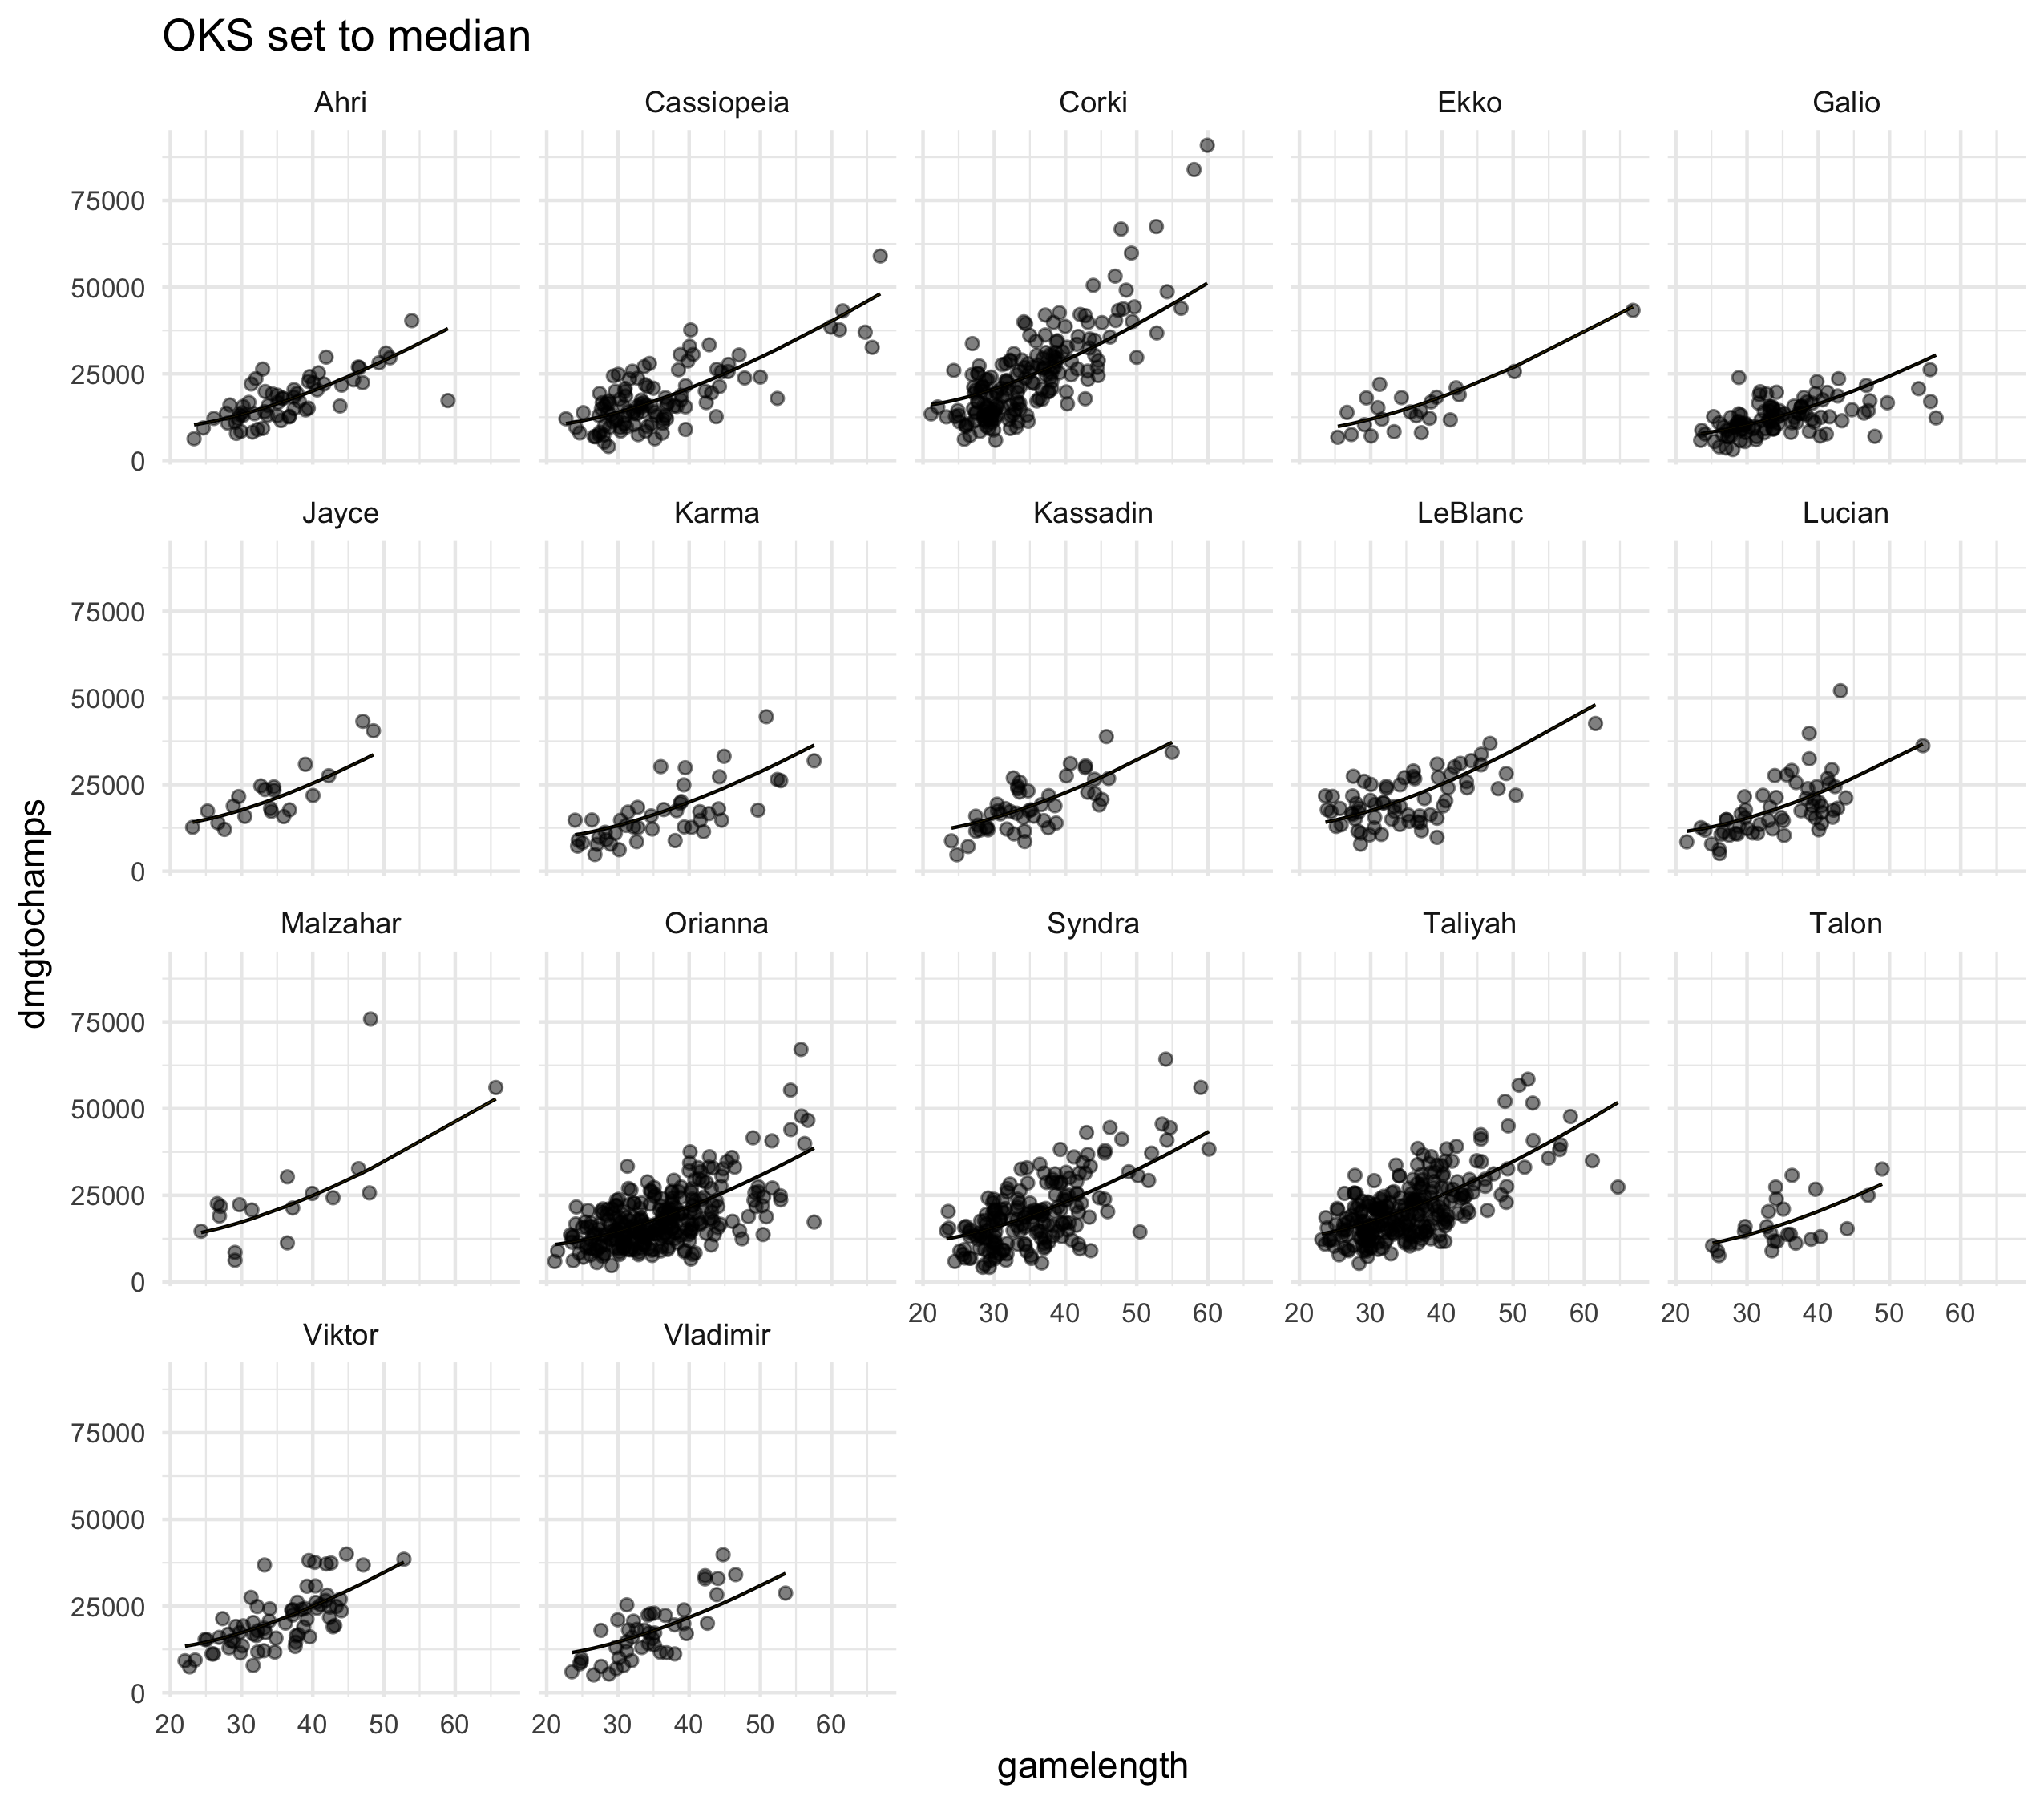 OKS set to median
Ahri Cassiopeia Corki Ekko Galio
75000
50000
25000
0
Jayce Karma Kassadin LeBlanc Lucian
75000
50000
25000
0
dmgtochamps
Malzahar Orianna Syndra Taliyah Talon
75000
50000
25000
0
20 30 40 50 60 20 30 40 50 60 20 30 40 50 60
Viktor Vladimir
75000
50000
25000
0
20 30 40 50 60 20 30 40 50 60
gamelength